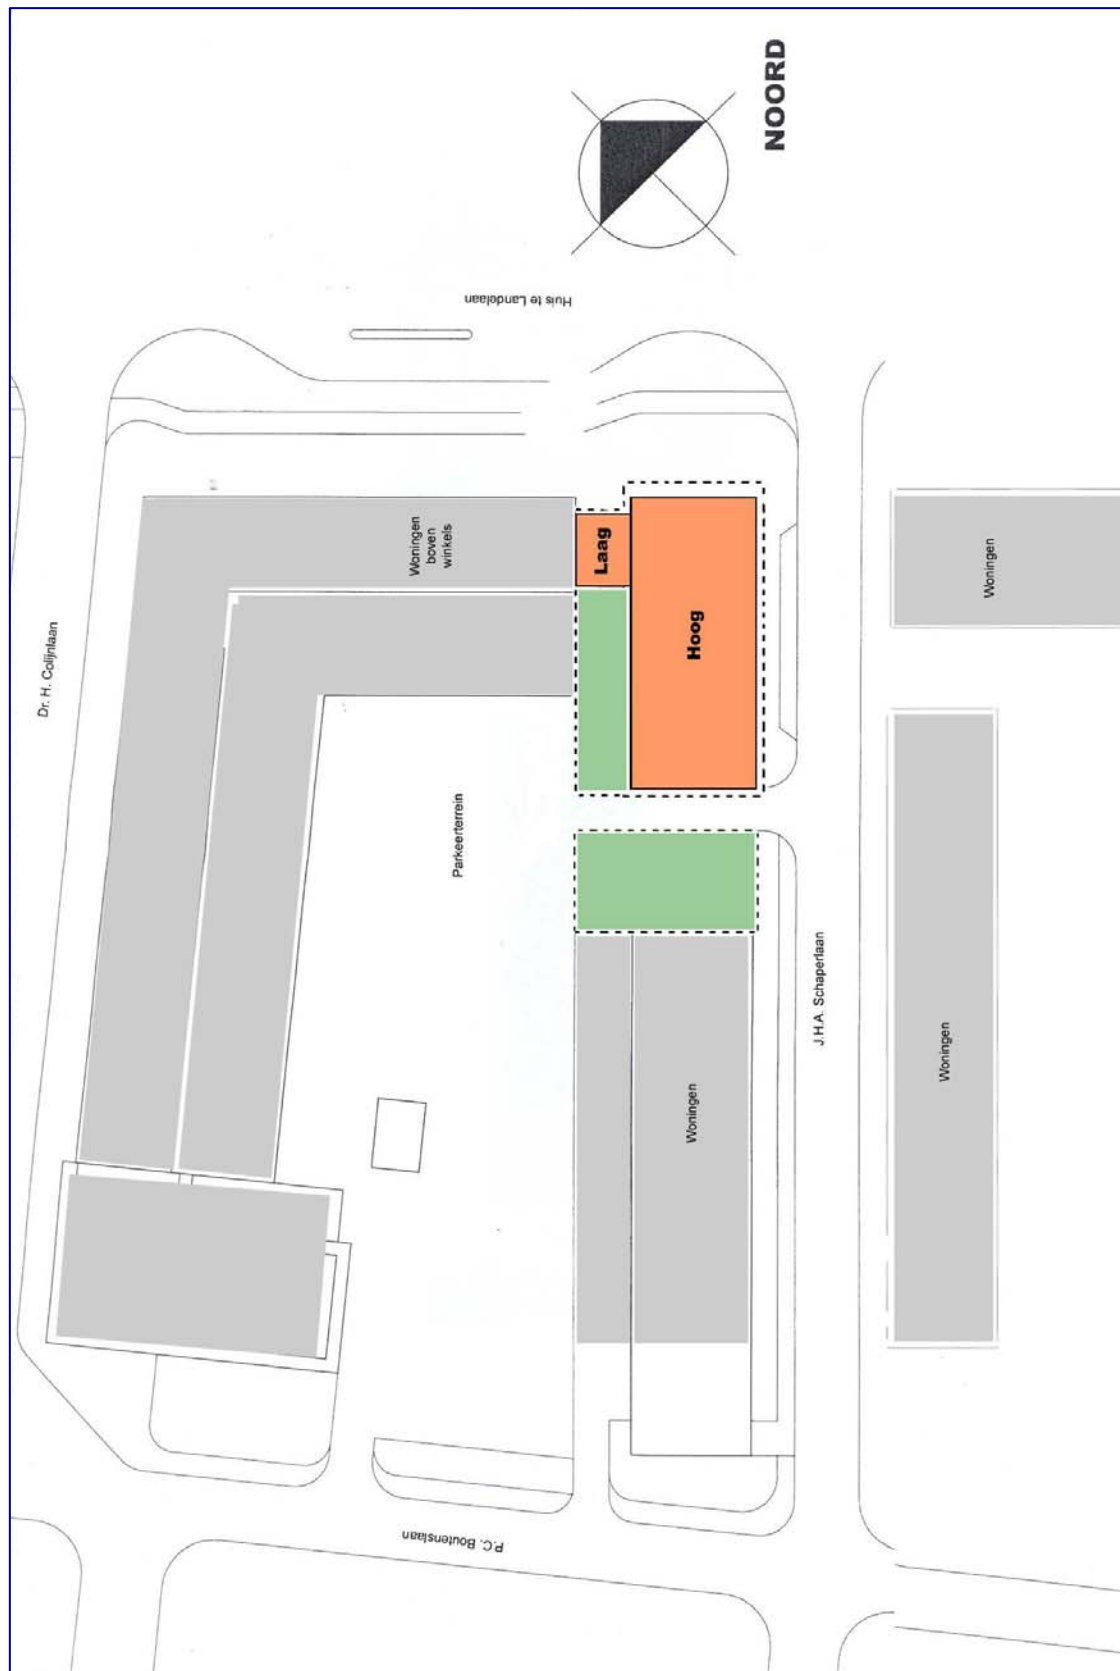 NOORD
Huis te Landelaan
Woningen
boven
winkels
Laag
Hoog
Woningen
Dr. H. Colijnlaan
Parkeerterrein
J.H.A. Schaperlaan
Woningen
Woningen
P.C. Boutenslaan